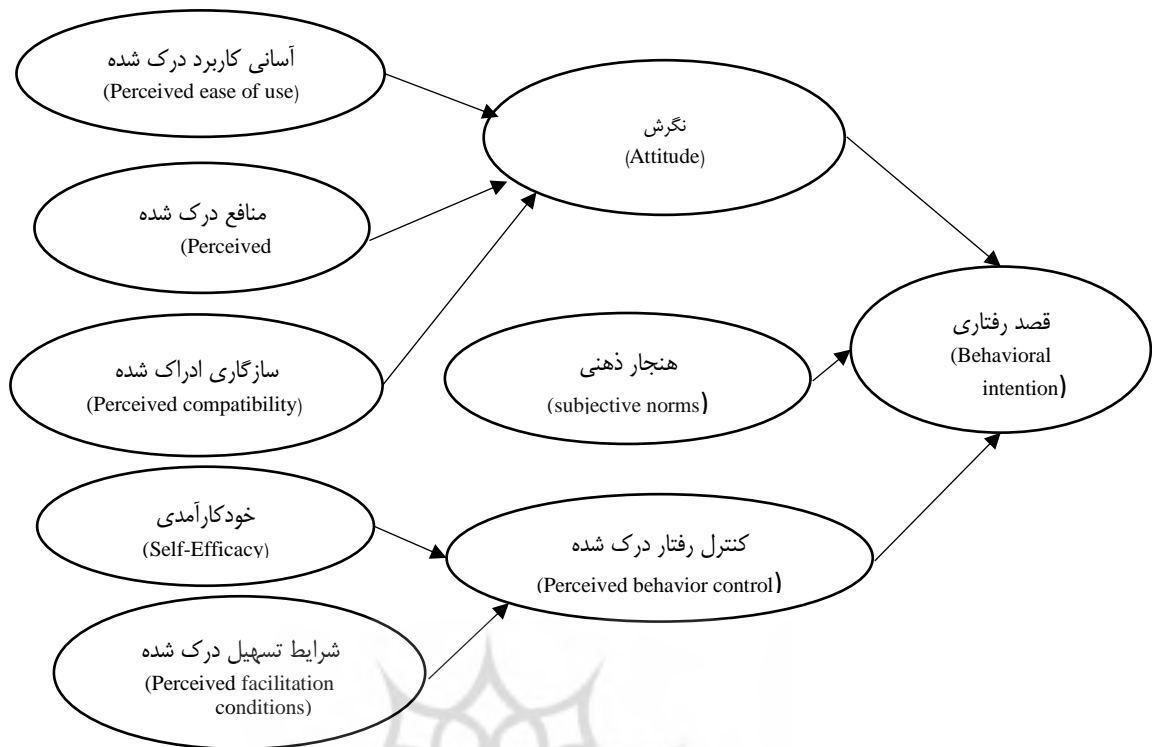 آسانی کاربرد درک شده
(Perceived ease of use)
منافع درک شده
(Perceived
سازگاری ادراک شده
(Perceived compatibility)
خودکارآمدی
(Self-Efficacy)
شرایط تسهیل درک شده
(Perceived facilitation
conditions)
نگرش
(Attitude)
هنجار ذهنی
(subjective norms)
کنترل رفتار درک شده
(Perceived behavior control)
قصد رفتاری
(Behavioral
intention)